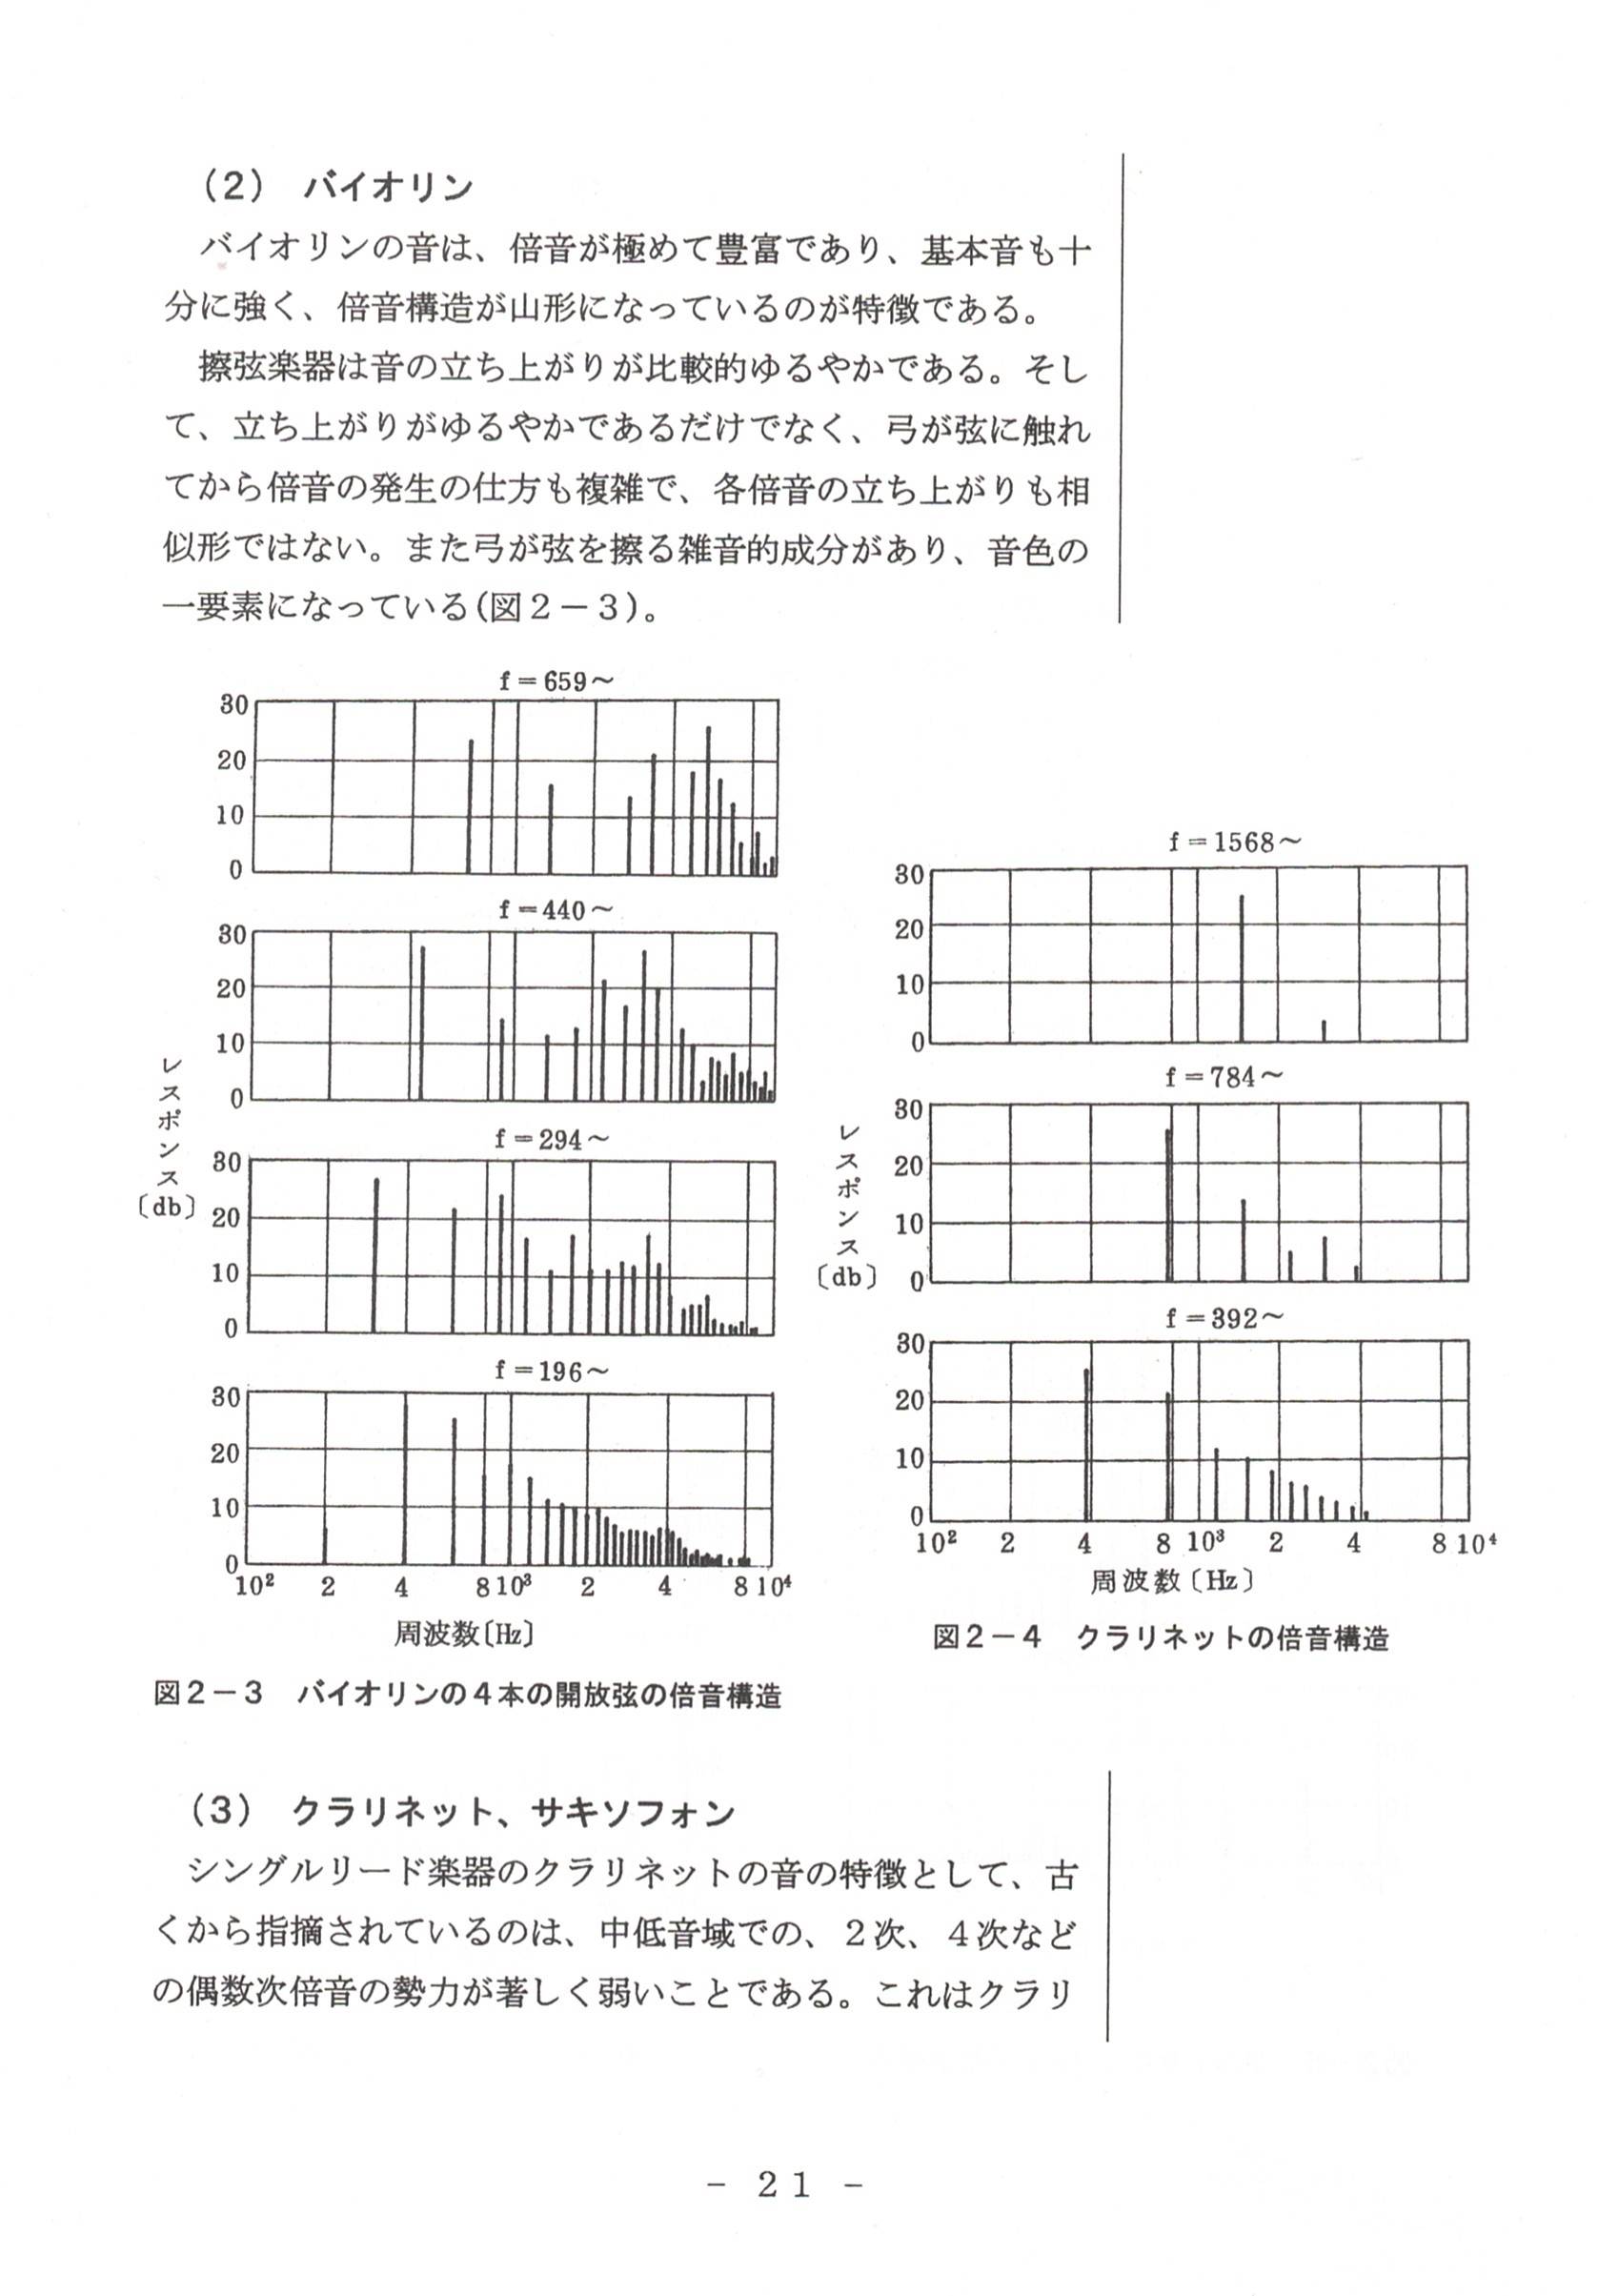 （2）　バイオリン
バイオリンの音は、倍音が極めて豊富であり、基本音も十
分に強く、倍音構造が山形になっているのが特徴である。
擦弦楽器は音の立ち上がりが比較的ゆるやかである。そし
て、立ち上がりがゆるやかであるだけでなく、弓が弦に触れ
てから倍音の発生の仕方も複雑で、各倍音の立ち上がりも相
似形ではない。また弓が弦を擦る雑音的成分があり、音色の
一要素になっている(図２－３)。
f＝659～
30
20
10
0
f＝440～
30
20
10
0
f＝294～
30
20
10
0
f＝196～
30
20
10
0
レスポンス
〔db〕
10² 2 4 8 10³ 2 4 8 10⁴
周波数〔Hz〕
図２－３　バイオリンの４本の開放弦の倍音構造
f＝1568～
30
20
10
0
f＝784～
30
20
10
0
f＝392～
30
20
10
0
レスポンス
〔db〕
10² 2 4 8 10³ 2 4 8 10⁴
周波数〔Hz〕
図２－４　クラリネットの倍音構造
（3）　クラリネット、サキソフォン
シングルリード楽器のクラリネットの音の特徴として、古
くから指摘されているのは、中低音域での、２次、４次など
の偶数次倍音の勢力が著しく弱いことである。これはクラリ
－ 21 －